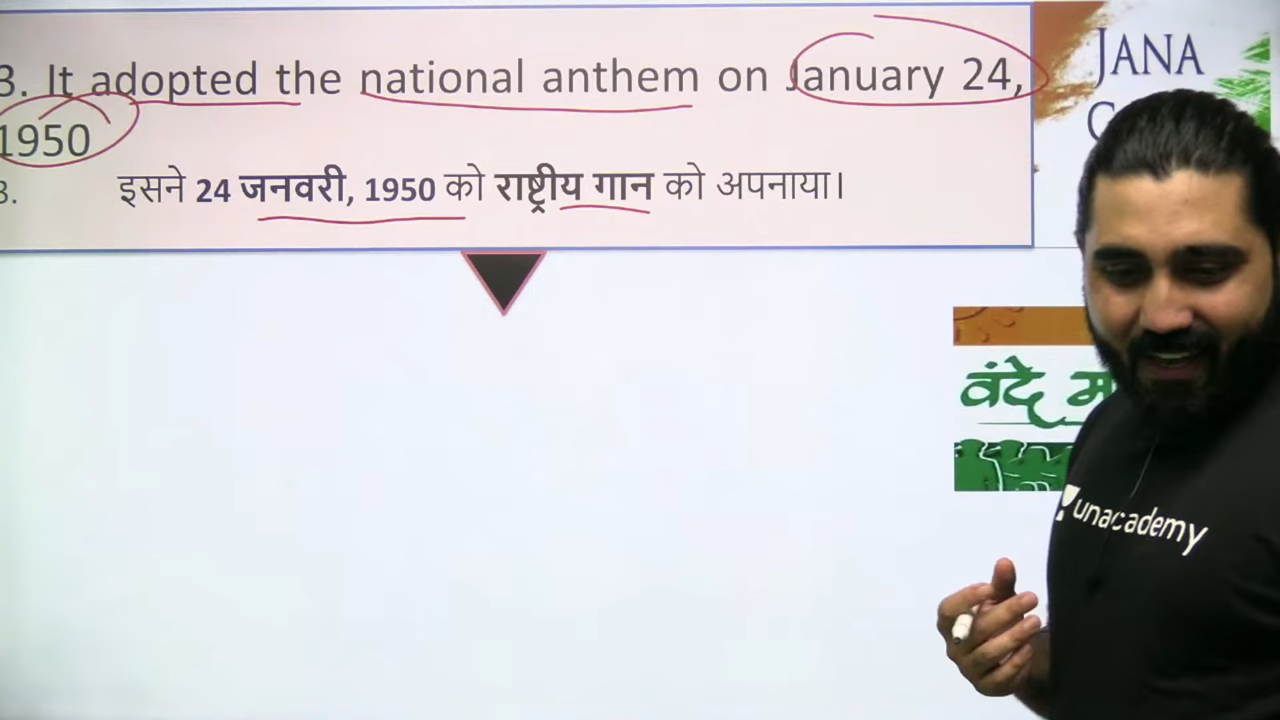 3. It adopted the national anthem on January 24,
1950
3. इसने 24 जनवरी, 1950 को राष्ट्रीय गान को अपनाया।
JANA
वंदे
unacademy